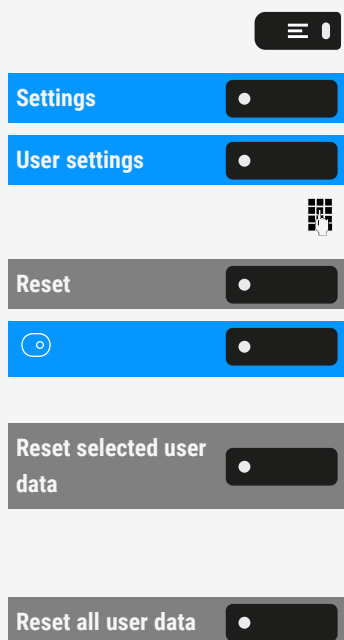 Settings
User settings
Reset
Reset selected user
data
Reset all user data